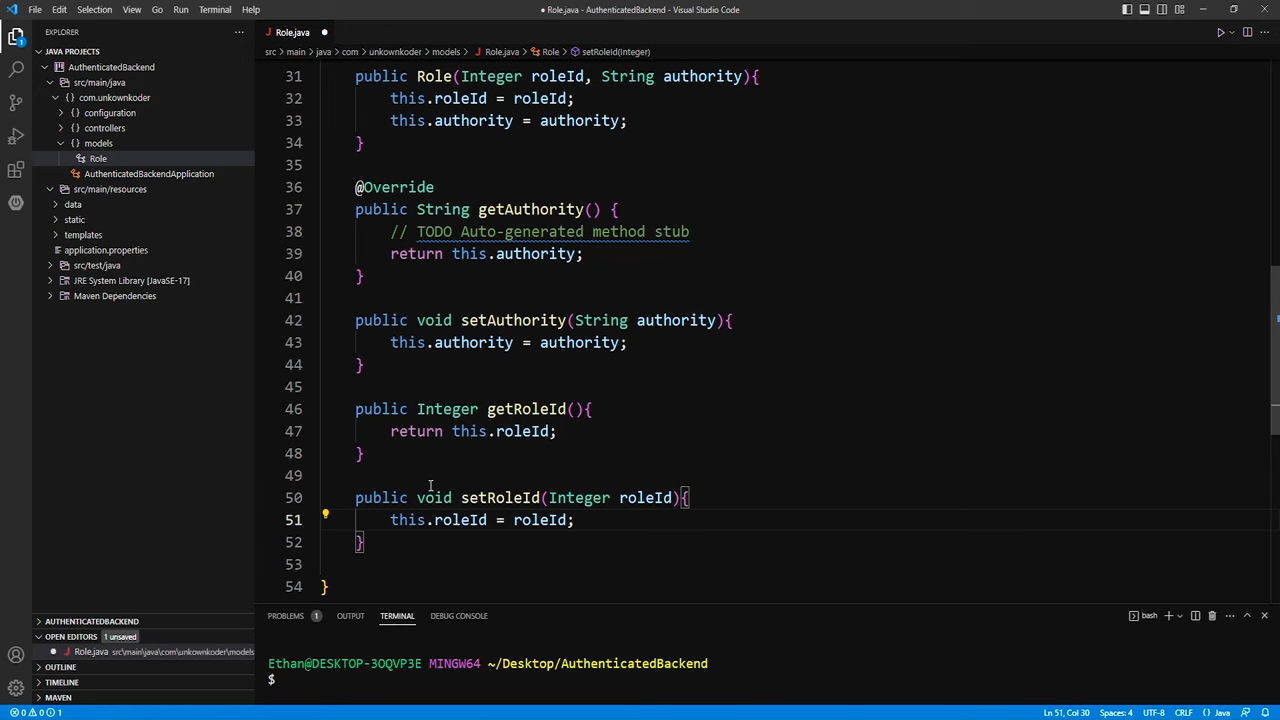 File Edit Selection View Go Run Terminal Help
● Role.java - AuthenticatedBackend - Visual Studio Code
EXPLORER
JAVA PROJECTS
AuthenticatedBackend
src/main/java
com.unkownkoder
{} configuration
{} controllers
{} models
Role
AuthenticatedBackendApplication
src/main/resources
data
static
templates
application.properties
src/test/java
JRE System Library [JavaSE-17]
Maven Dependencies
AUTHENTICATEDBACKEND
OPEN EDITORS 1 unsaved
● J Role.java src\main\java\com\unkownkoder\models
OUTLINE
TIMELINE
MAVEN
J Role.java ●
src > main > java > com > unkownkoder > models > J Role.java > Role > setRoleId(Integer)
31 public Role(Integer roleId, String authority){
32 this.roleId = roleId;
33 this.authority = authority;
34 }
35
36 @Override
37 public String getAuthority() {
38 // TODO Auto-generated method stub
39 return this.authority;
40 }
41
42 public void setAuthority(String authority){
43 this.authority = authority;
44 }
45
46 public Integer getRoleId(){
47 return this.roleId;
48 }
49
50 public void setRoleId(Integer roleId){
51 this.roleId = roleId;
52 }
53
54 }
PROBLEMS 1 OUTPUT TERMINAL DEBUG CONSOLE
bash
Ethan@DESKTOP-3OQVP3E MINGW64 ~/Desktop/AuthenticatedBackend
$
0 0 1
Ln 51, Col 30 Spaces: 4 UTF-8 CRLF {} Java